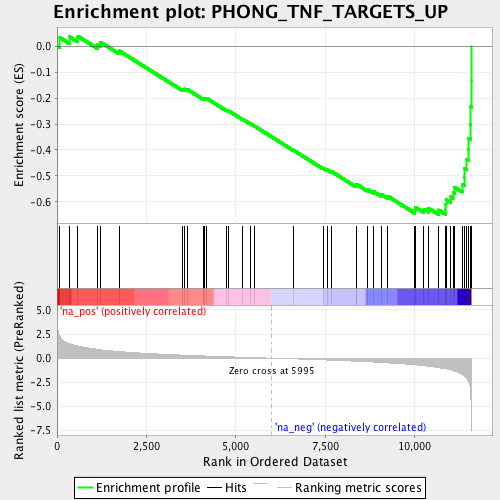 Enrichment plot: PHONG_TNF_TARGETS_UP
Enrichment score (ES)
0.0
-0.1
-0.2
-0.3
-0.4
-0.5
-0.6
'na_pos' (positively correlated)
Ranked list metric (PreRanked)
5.0
2.5
0.0
-2.5
-5.0
-7.5
Zero cross at 5995
'na_neg' (negatively correlated)
0 2,500 5,000 7,500 10,000
Rank in Ordered Dataset
Enrichment profile Hits Ranking metric scores